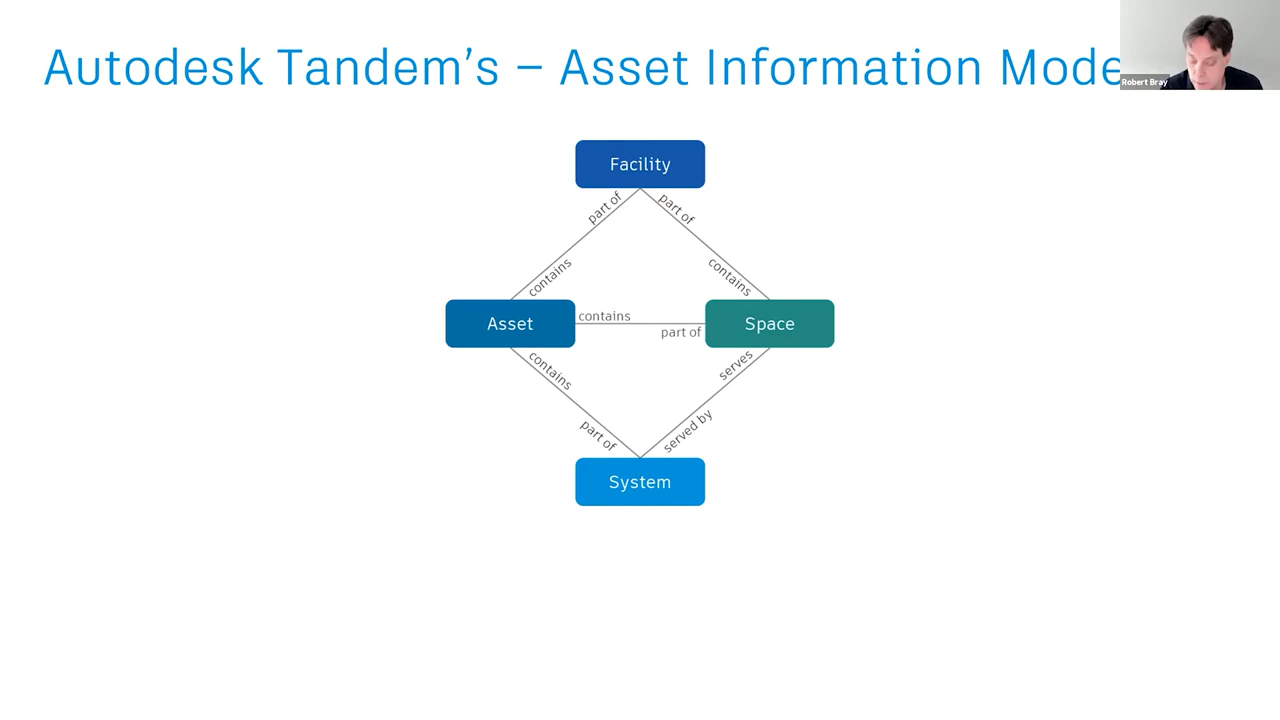 Autodesk Tandem's – Asset Information Mode
Robert Bray
Facility
part of
part of
contains
contains
Asset
contains
part of
Space
contains
serves
part of
served by
System